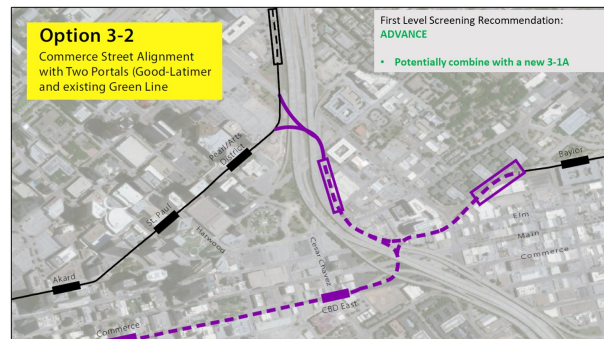 Option 3-2
Commerce Street Alignment
with Two Portals (Good-Latimer
and existing Green Line
First Level Screening Recommendation:
ADVANCE
• Potentially combine with a new 3-1A
Pearl/Arts
District
St. Paul
Harwood
Akard
Commerce
Cesar Chavez
CBD East
Baylor
Elm
Main
Commerce